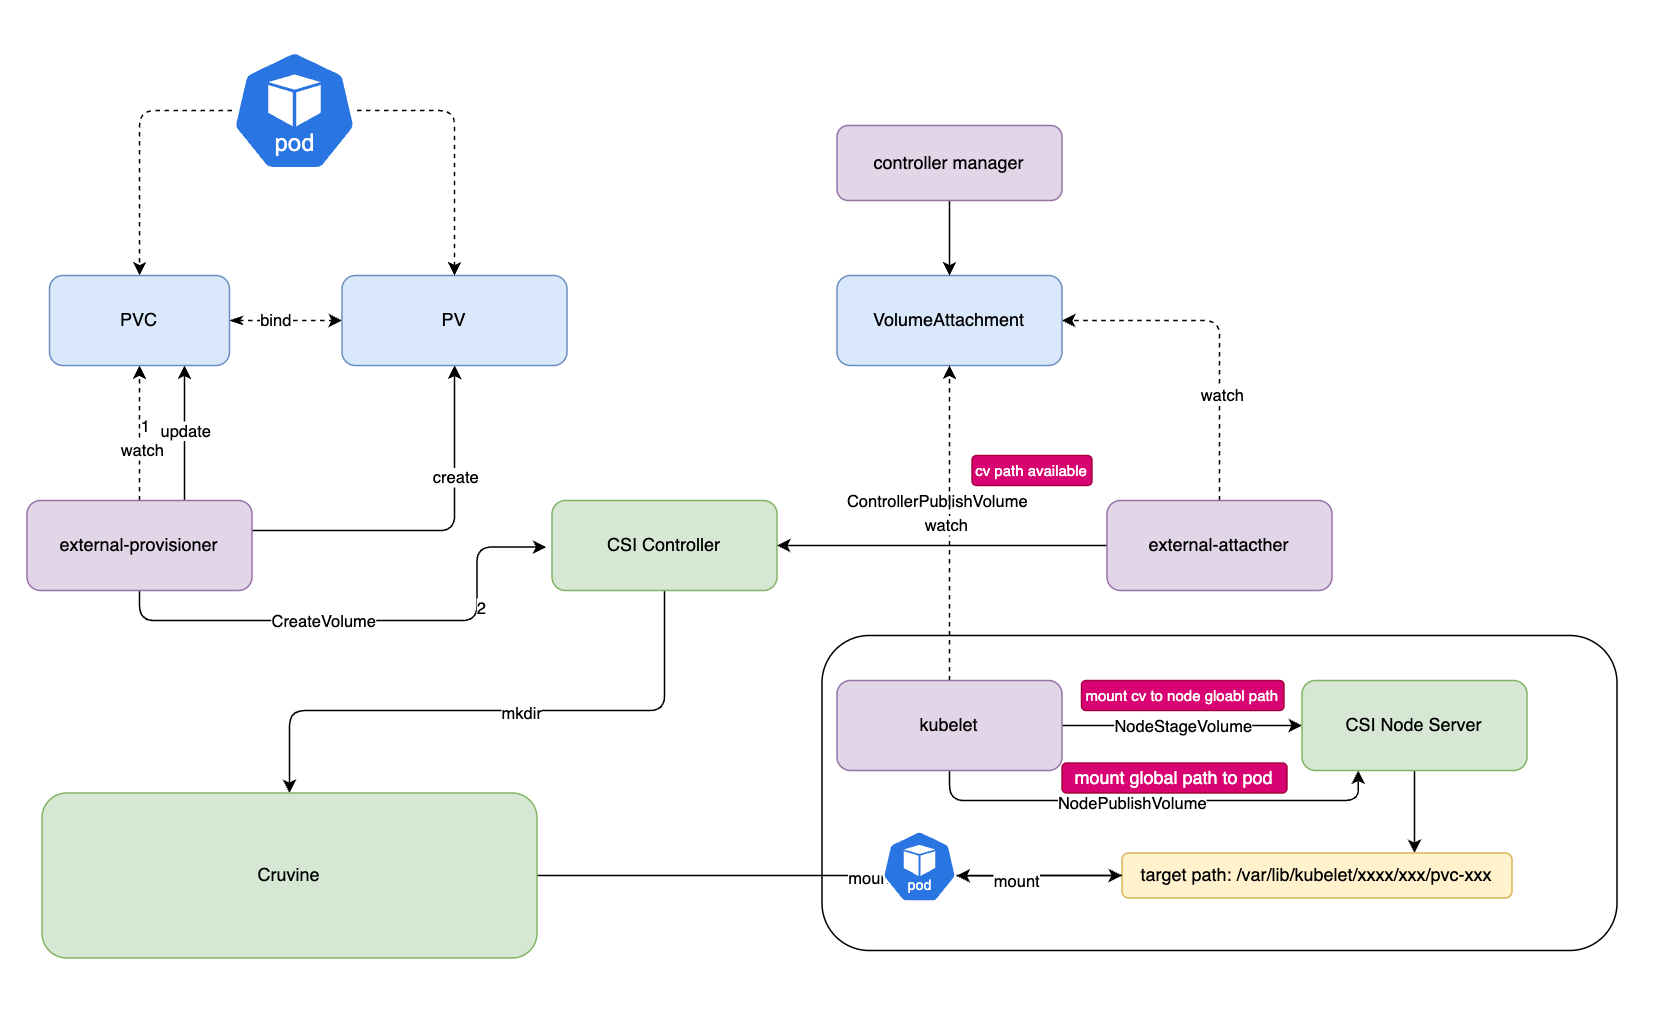 pod
controller manager
PVC
bind
PV
VolumeAttachment
1
watch
update
watch
create
cv path available
ControllerPublishVolume
watch
external-provisioner
CSI Controller
external-attacther
2
CreateVolume
mkdir
kubelet
mount cv to node gloabl path
NodeStageVolume
CSI Node Server
mount global path to pod
NodePublishVolume
Cruvine
pod
mount
target path: /var/lib/kubelet/xxxx/xxx/pvc-xxx